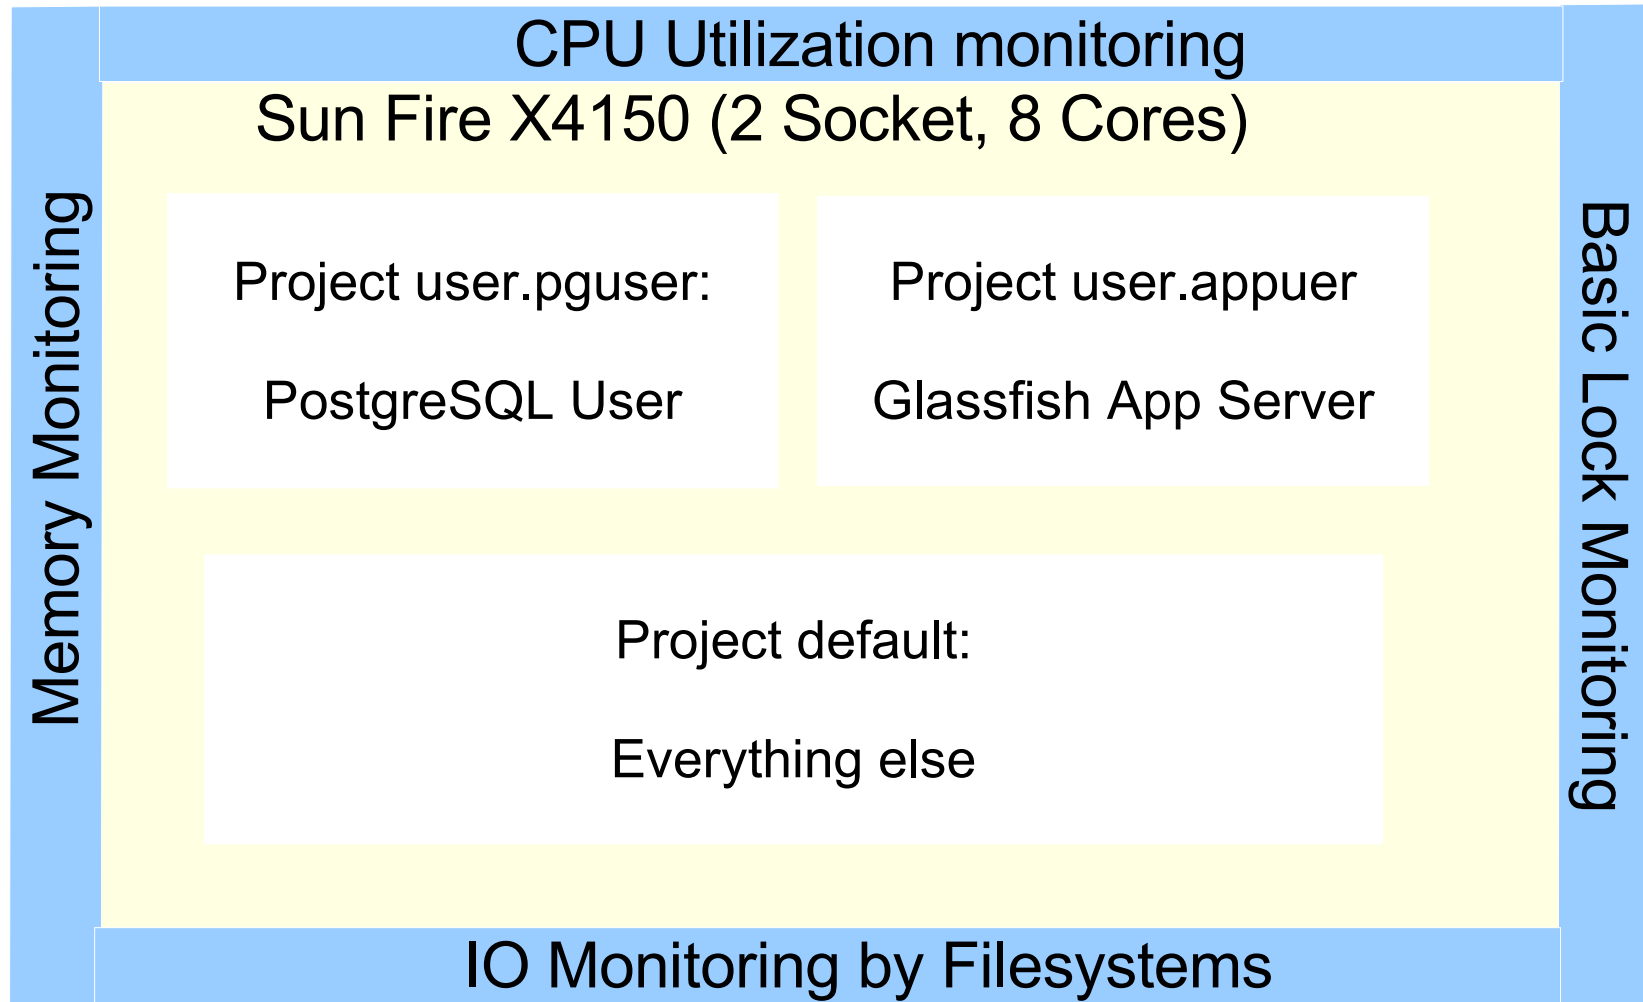 CPU Utilization monitoring
Sun Fire X4150 (2 Socket, 8 Cores)
Memory Monitoring
Project user.pguser:
PostgreSQL User
Project user.appuer
Glassfish App Server
Basic Lock Monitoring
Project default:
Everything else
IO Monitoring by Filesystems